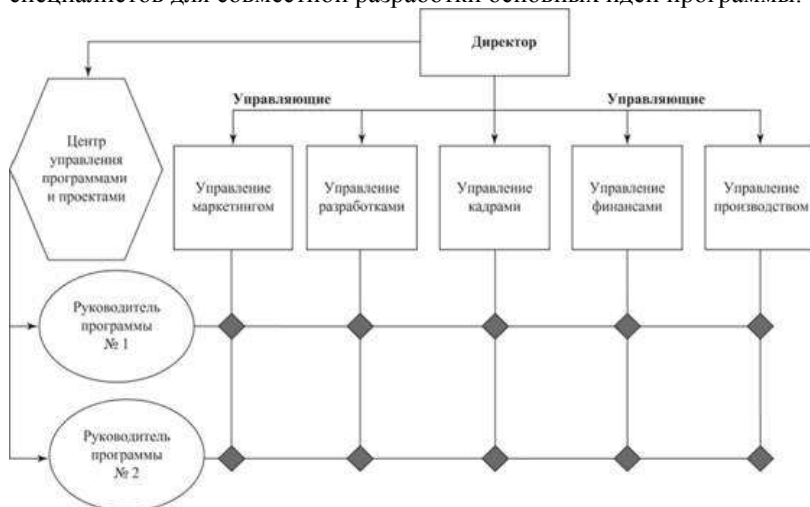 специалистов для совместной разработки основных идей программы.
Директор
Управляющие
Управляющие
Центр
управления
программами
и проектами
Управление
маркетингом
Управление
разработками
Управление
кадрами
Управление
финансами
Управление
производством
Руководитель
программы
№ 1
Руководитель
программы
№ 2